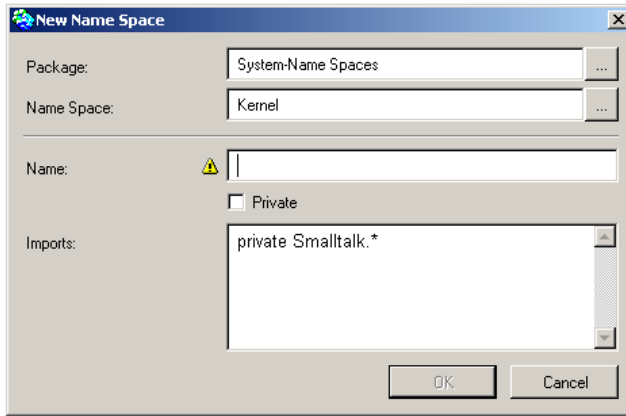 New Name Space
Package: System-Name Spaces ...
Name Space: Kernel ...
Name:
Private
Imports: private Smalltalk.*
OK Cancel